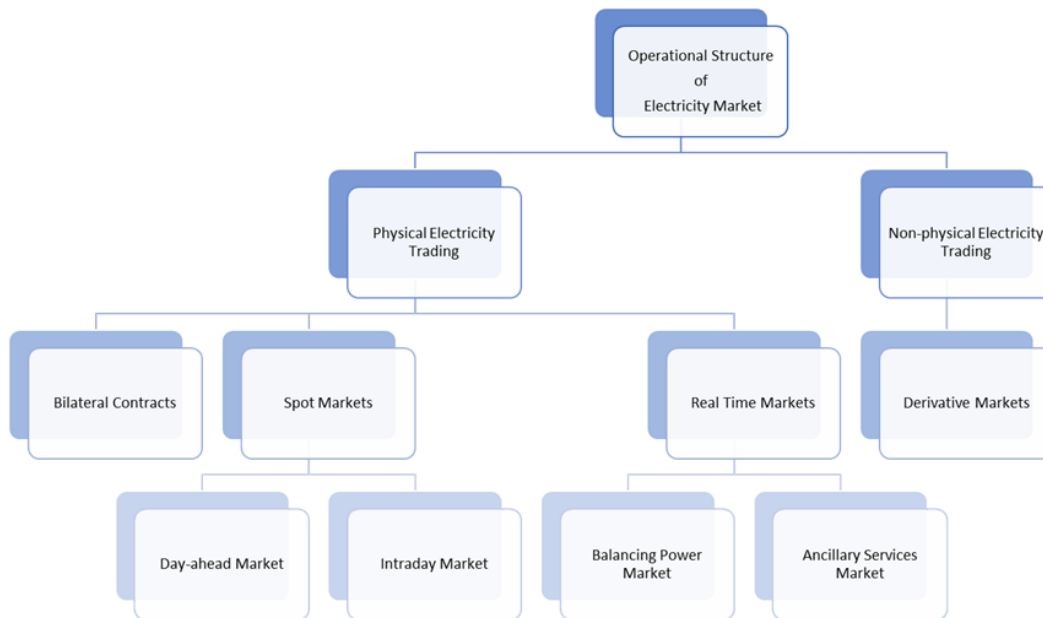 Operational Structure
of
Electricity Market
Physical Electricity
Trading
Non-physical Electricity
Trading
Bilateral Contracts
Spot Markets
Real Time Markets
Derivative Markets
Day-ahead Market
Intraday Market
Balancing Power
Market
Ancillary Services
Market